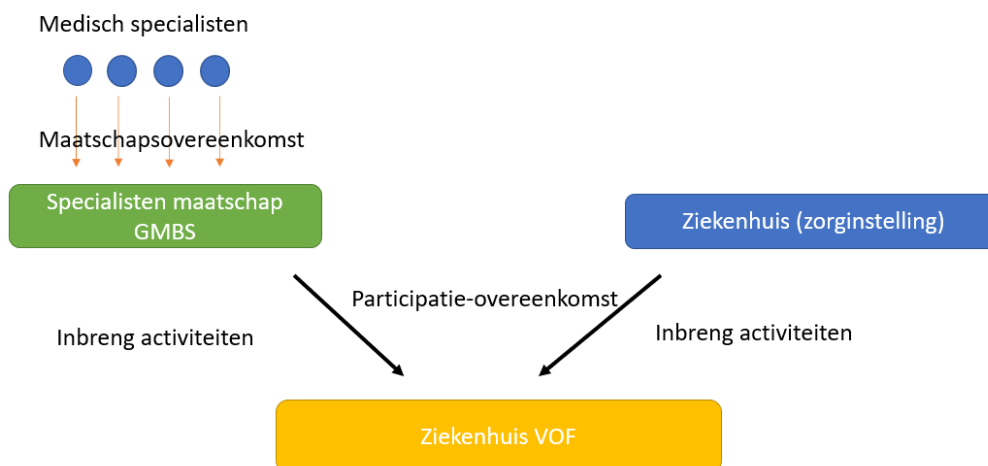 Medisch specialisten
Maatschapsovereenkomst
Specialisten maatschap
GMBS
Ziekenhuis (zorginstelling)
Participatie-overeenkomst
Inbreng activiteiten
Inbreng activiteiten
Ziekenhuis VOF